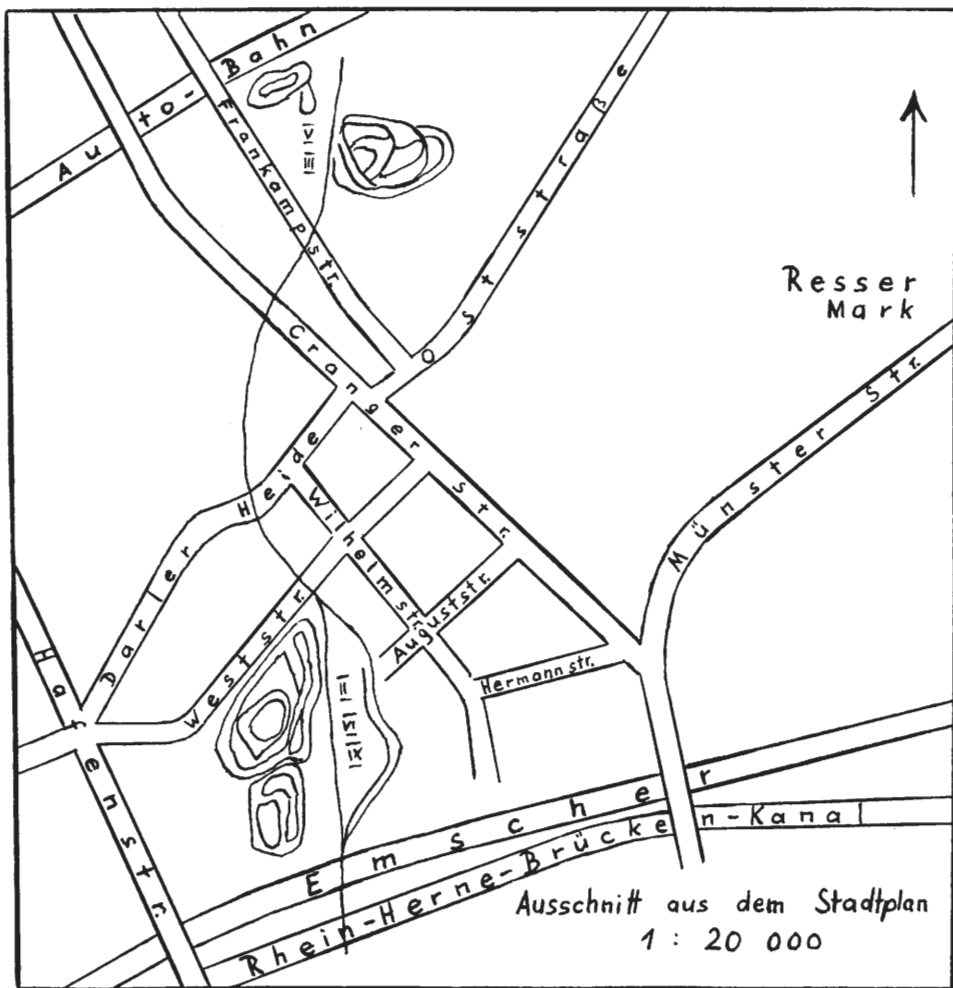 Auto-Bahn
Frankampstr.
Oststraße
Resser
Mark
Cranger Str.
Münster Str.
Darler Heide
Wilhelmstr.
Weststr.
Auguststr.
Hermannstr.
Hafenstr.
Emscher
Rhein-Herne-Brücken-Kanal
Ausschnitt aus dem Stadtplan
1 : 20 000